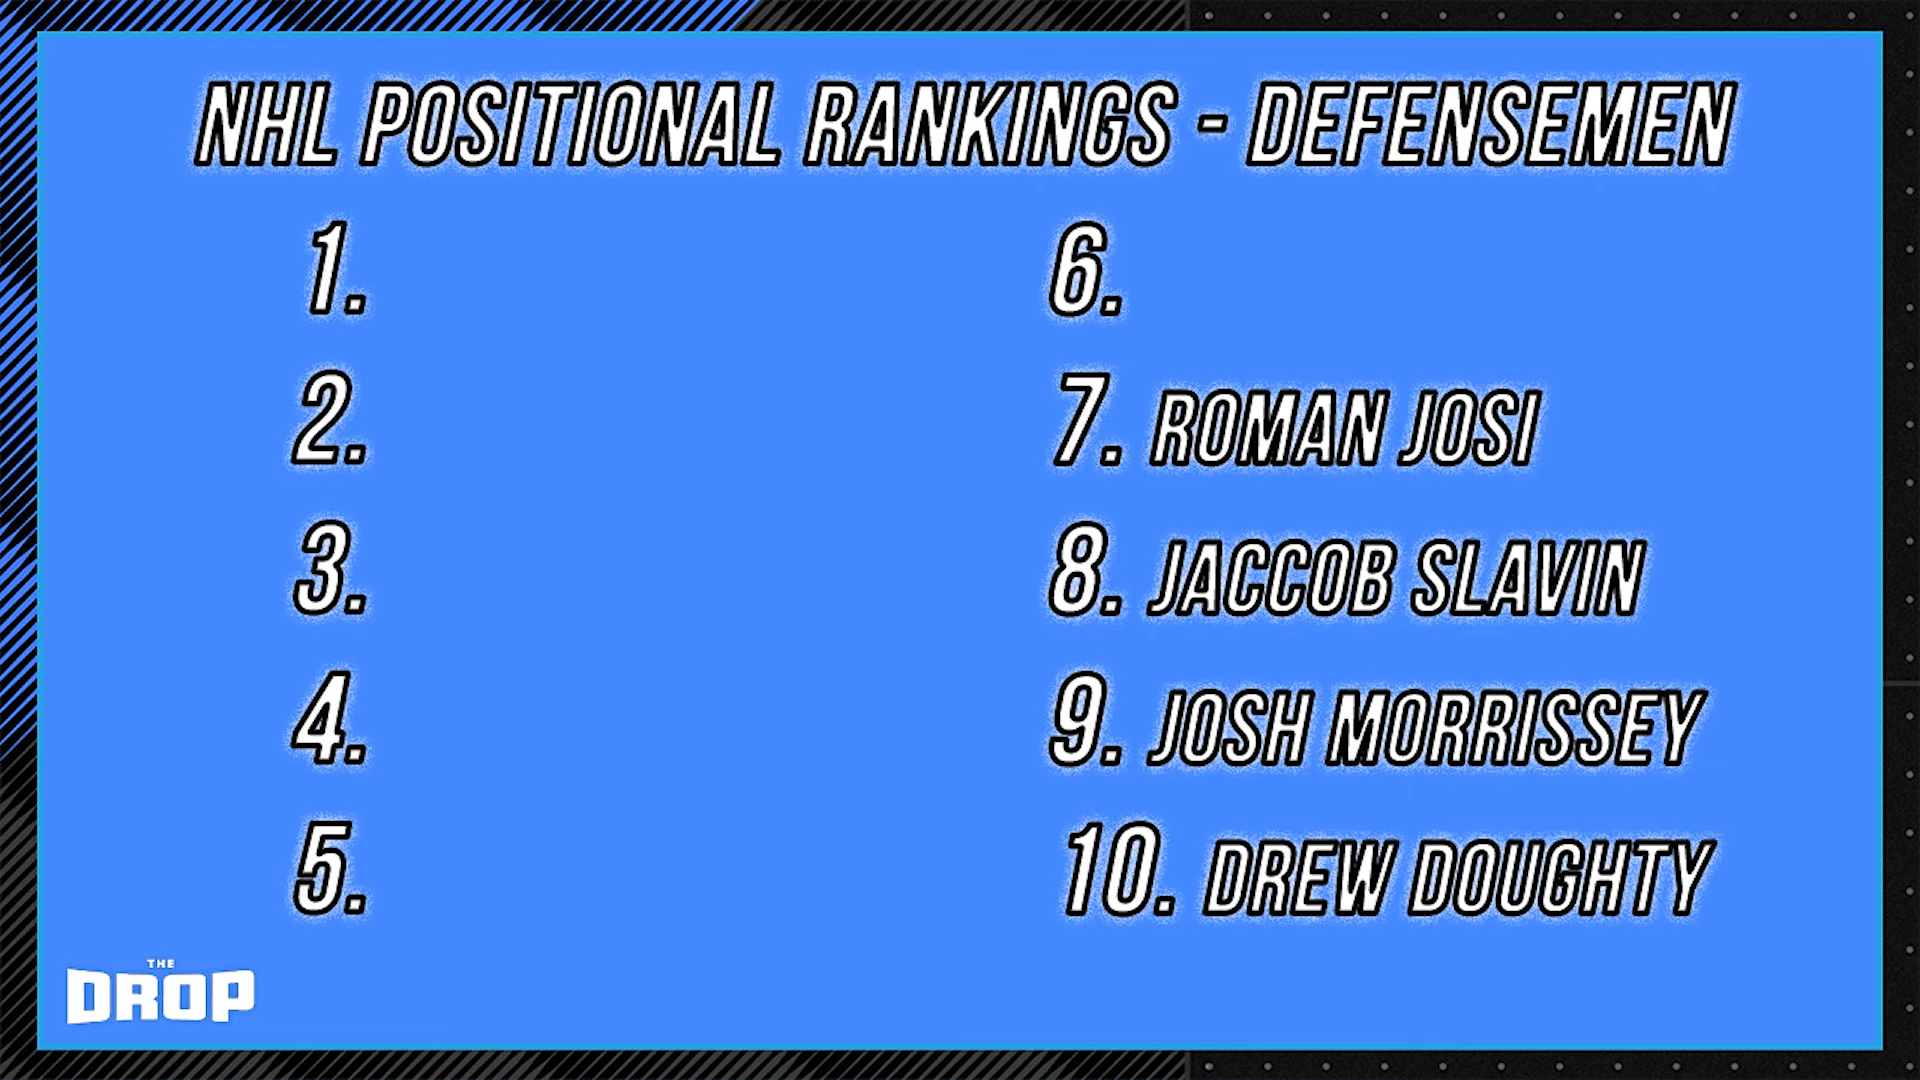 NHL POSITIONAL RANKINGS - DEFENSEMEN
1.
2.
3.
4.
5.
6.
7. ROMAN JOSI
8. JACCOB SLAVIN
9. JOSH MORRISSEY
10. DREW DOUGHTY
THE
DROP